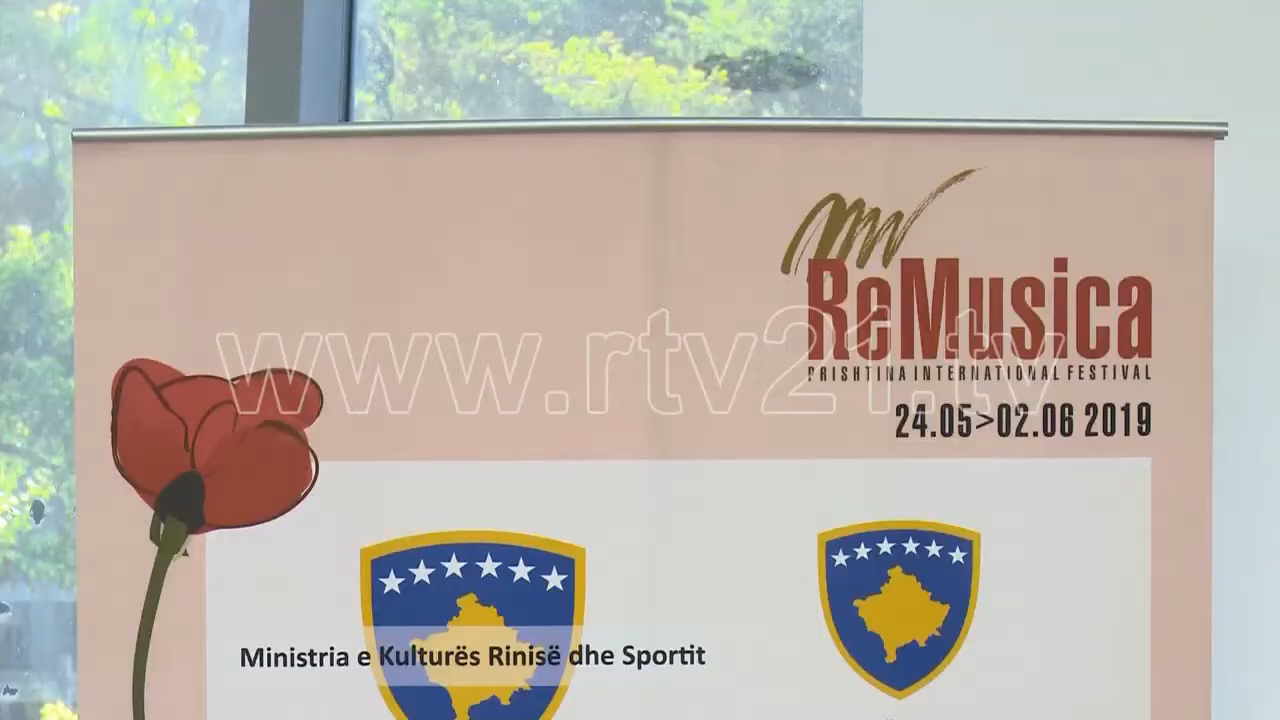 ReMusica
PRISHTINA INTERNATIONAL FESTIVAL
24.05>02.06 2019
www.rtv21.tv
Ministria e Kulturës Rinisë dhe Sportit